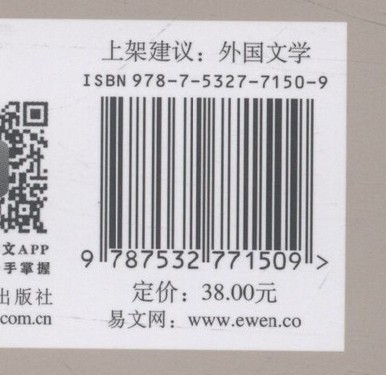 上架建议：外国文学
ISBN 978-7-5327-7150-9
9 787532 771509 >
文APP
手掌握
定价：38.00元
出版社
易文网：www.ewen.co
com.cn